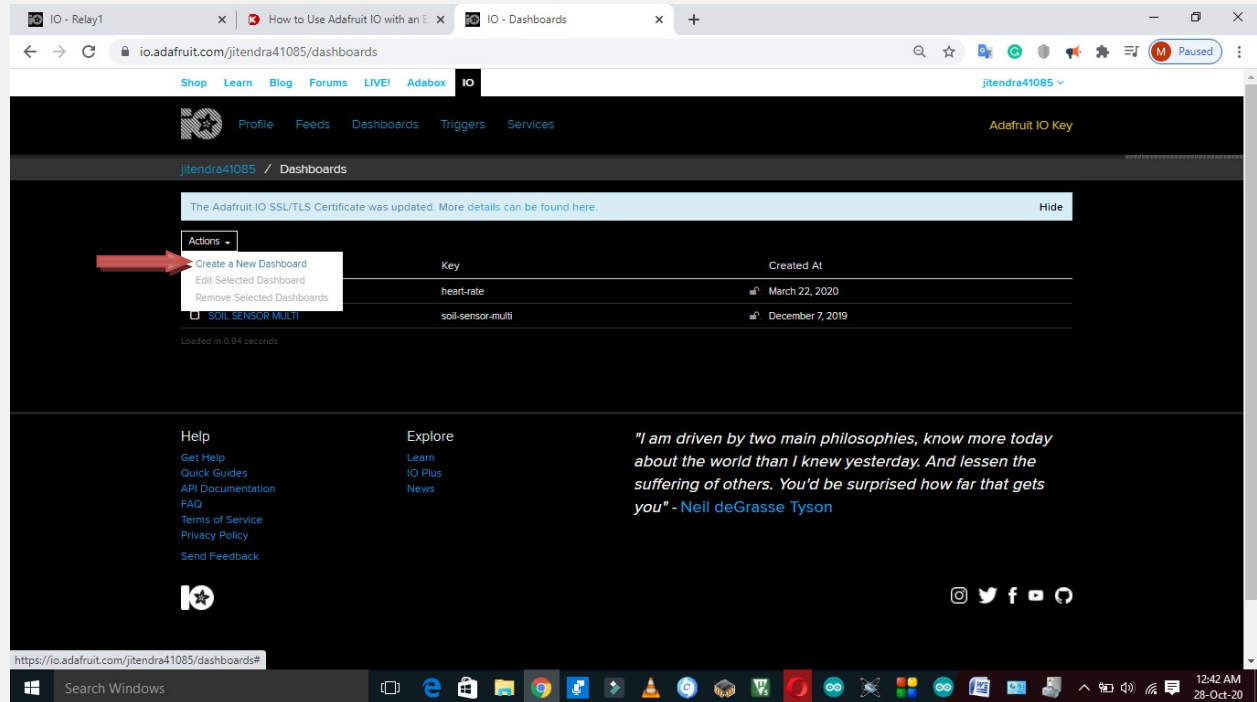 IO - Relay1
How to Use Adafruit IO with an E
IO - Dashboards
io.adafruit.com/jitendra41085/dashboards
M Paused
Shop Learn Blog Forums LIVE! Adabox IO
jitendra41085
Profile Feeds Dashboards Triggers Services
Adafruit IO Key
jitendra41085 / Dashboards
The Adafruit IO SSL/TLS Certificate was updated. More details can be found here.
Hide
Actions
Create a New Dashboard
Edit Selected Dashboard
Remove Selected Dashboards
Key Created At
heart-rate March 22, 2020
SOIL SENSOR MULTI soil-sensor-multi December 7, 2019
Loaded in 0.94 seconds.
Help
Get Help
Quick Guides
API Documentation
FAQ
Terms of Service
Privacy Policy
Send Feedback
Explore
Learn
IO Plus
News
"I am driven by two main philosophies, know more today
about the world than I knew yesterday. And lessen the
suffering of others. You'd be surprised how far that gets
you" - Neil deGrasse Tyson
https://io.adafruit.com/jitendra41085/dashboards#
Search Windows
12:42 AM
28-Oct-20